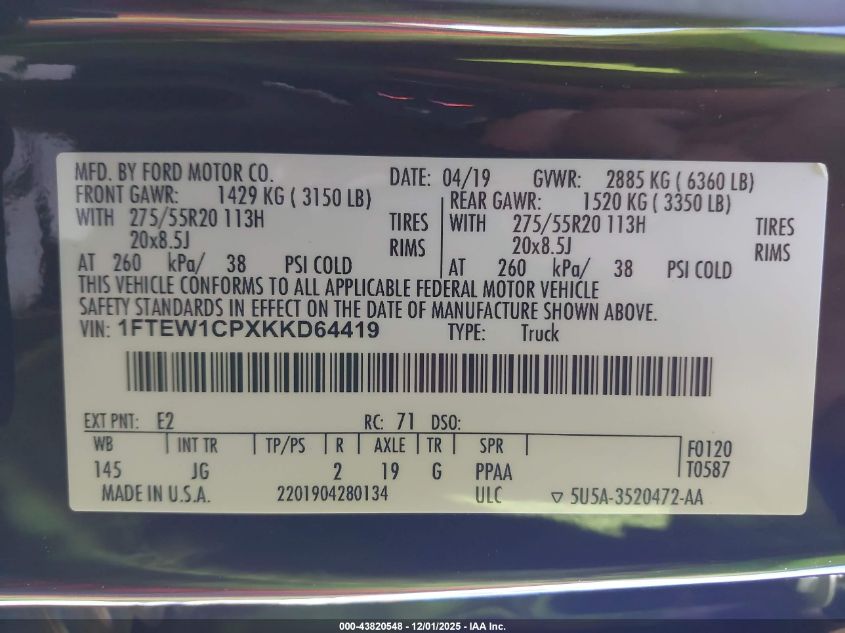 MFD. BY FORD MOTOR CO. DATE: 04/19 GVWR: 2885 KG ( 6360 LB)
FRONT GAWR: 1429 KG ( 3150 LB) REAR GAWR: 1520 KG ( 3350 LB)
WITH 275/55R20 113H TIRES WITH 275/55R20 113H TIRES
20x8.5J RIMS 20x8.5J RIMS
AT 260 kPa/ 38 PSI COLD AT 260 kPa/ 38 PSI COLD
THIS VEHICLE CONFORMS TO ALL APPLICABLE FEDERAL MOTOR VEHICLE
SAFETY STANDARDS IN EFFECT ON THE DATE OF MANUFACTURE SHOWN ABOVE.
VIN: 1FTEW1CPXKKD64419 TYPE: Truck
EXT PNT: E2 RC: 71 DSO:
WB INT TR TP/PS R AXLE TR SPR F0120
145 JG 2 19 G PPAA T0587
MADE IN U.S.A. 2201904280134 ULC ▽ 5U5A-3520472-AA
000-43820548 - 12/01/2025 - IAA Inc.